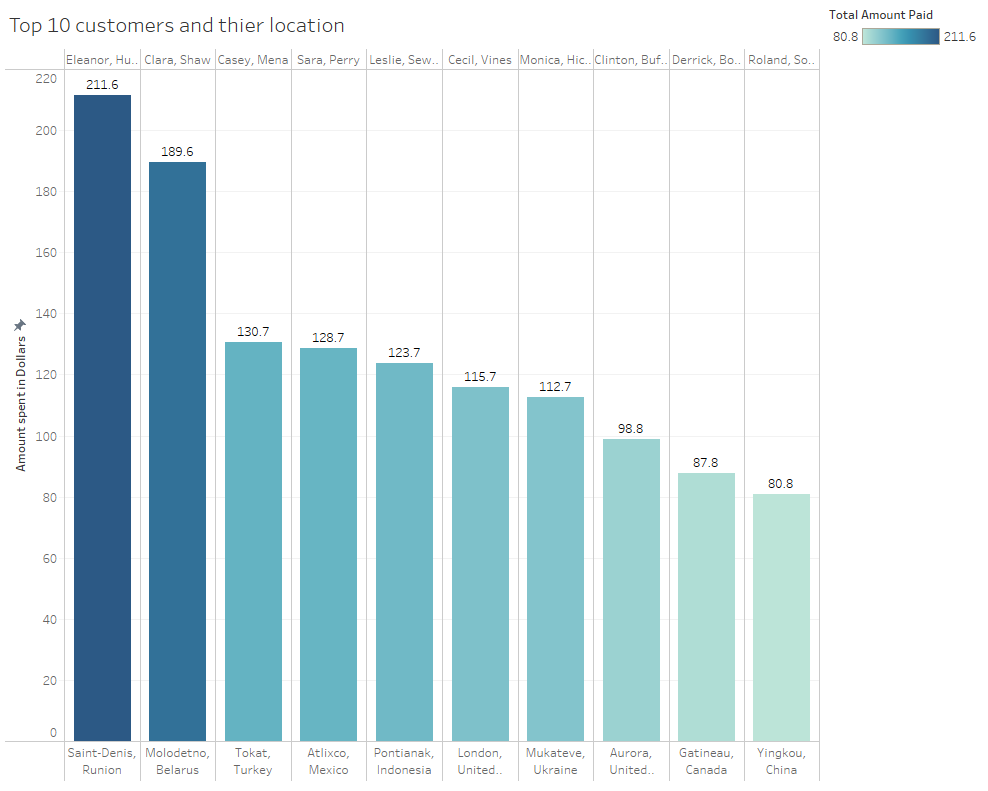 Top 10 customers and thier location
Total Amount Paid
80.8 211.6
Eleanor, Hu.. Clara, Shaw Casey, Mena Sara, Perry Leslie, Sew.. Cecil, Vines Monica, Hic.. Clinton, Buf.. Derrick, Bo.. Roland, So..
220
200
180
160
140
120
100
80
60
40
20
0
Amount spent in Dollars
211.6
189.6
130.7
128.7
123.7
115.7
112.7
98.8
87.8
80.8
Saint-Denis,
Runion
Molodetno,
Belarus
Tokat,
Turkey
Atlixco,
Mexico
Pontianak,
Indonesia
London,
United..
Mukateve,
Ukraine
Aurora,
United..
Gatineau,
Canada
Yingkou,
China